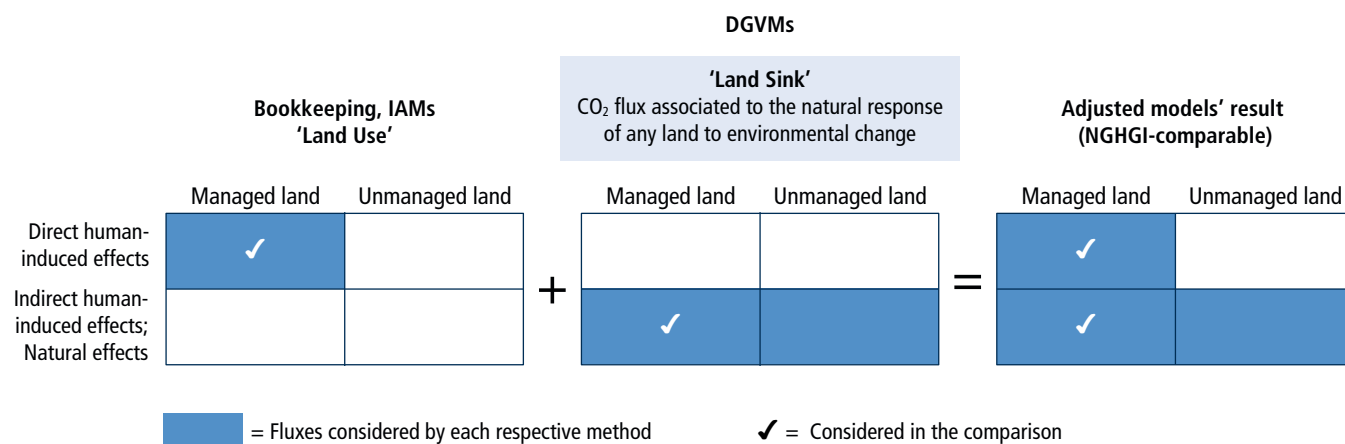 DGVMs
Bookkeeping, IAMs
‘Land Use’
‘Land Sink’
CO₂ flux associated to the natural response
of any land to environmental change
Adjusted models’ result
(NGHGI-comparable)
Managed land Unmanaged land
Managed land Unmanaged land
Managed land Unmanaged land
Direct human-
induced effects
✓
✓
+
=
Indirect human-
induced effects;
Natural effects
✓
✓
= Fluxes considered by each respective method
✓ = Considered in the comparison